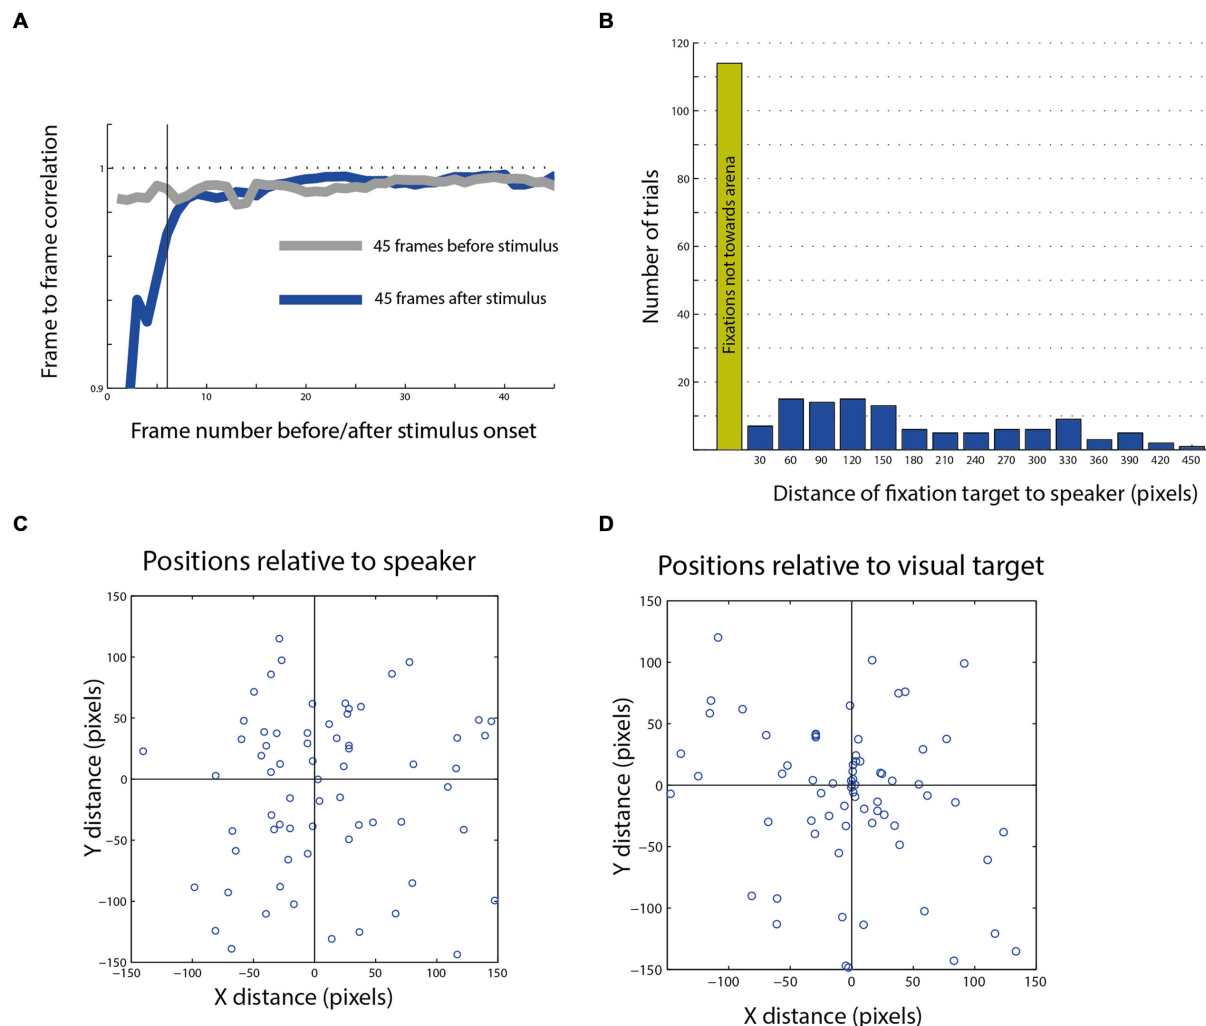 A
Frame to frame correlation
1
0.9
45 frames before stimulus
45 frames after stimulus
0 10 20 30 40
Frame number before/after stimulus onset
B
Number of trials
120
100
80
60
40
20
Fixations not towards arena
30 60 90 120 150 180 210 240 270 300 330 360 390 420 450
Distance of fixation target to speaker (pixels)
C
Positions relative to speaker
Y distance (pixels)
150
100
50
0
−50
−100
−150
−150 −100 −50 0 50 100 150
X distance (pixels)
D
Positions relative to visual target
Y distance (pixels)
150
100
50
0
−50
−100
−150
−100 −50 0 50 100 150
X distance (pixels)